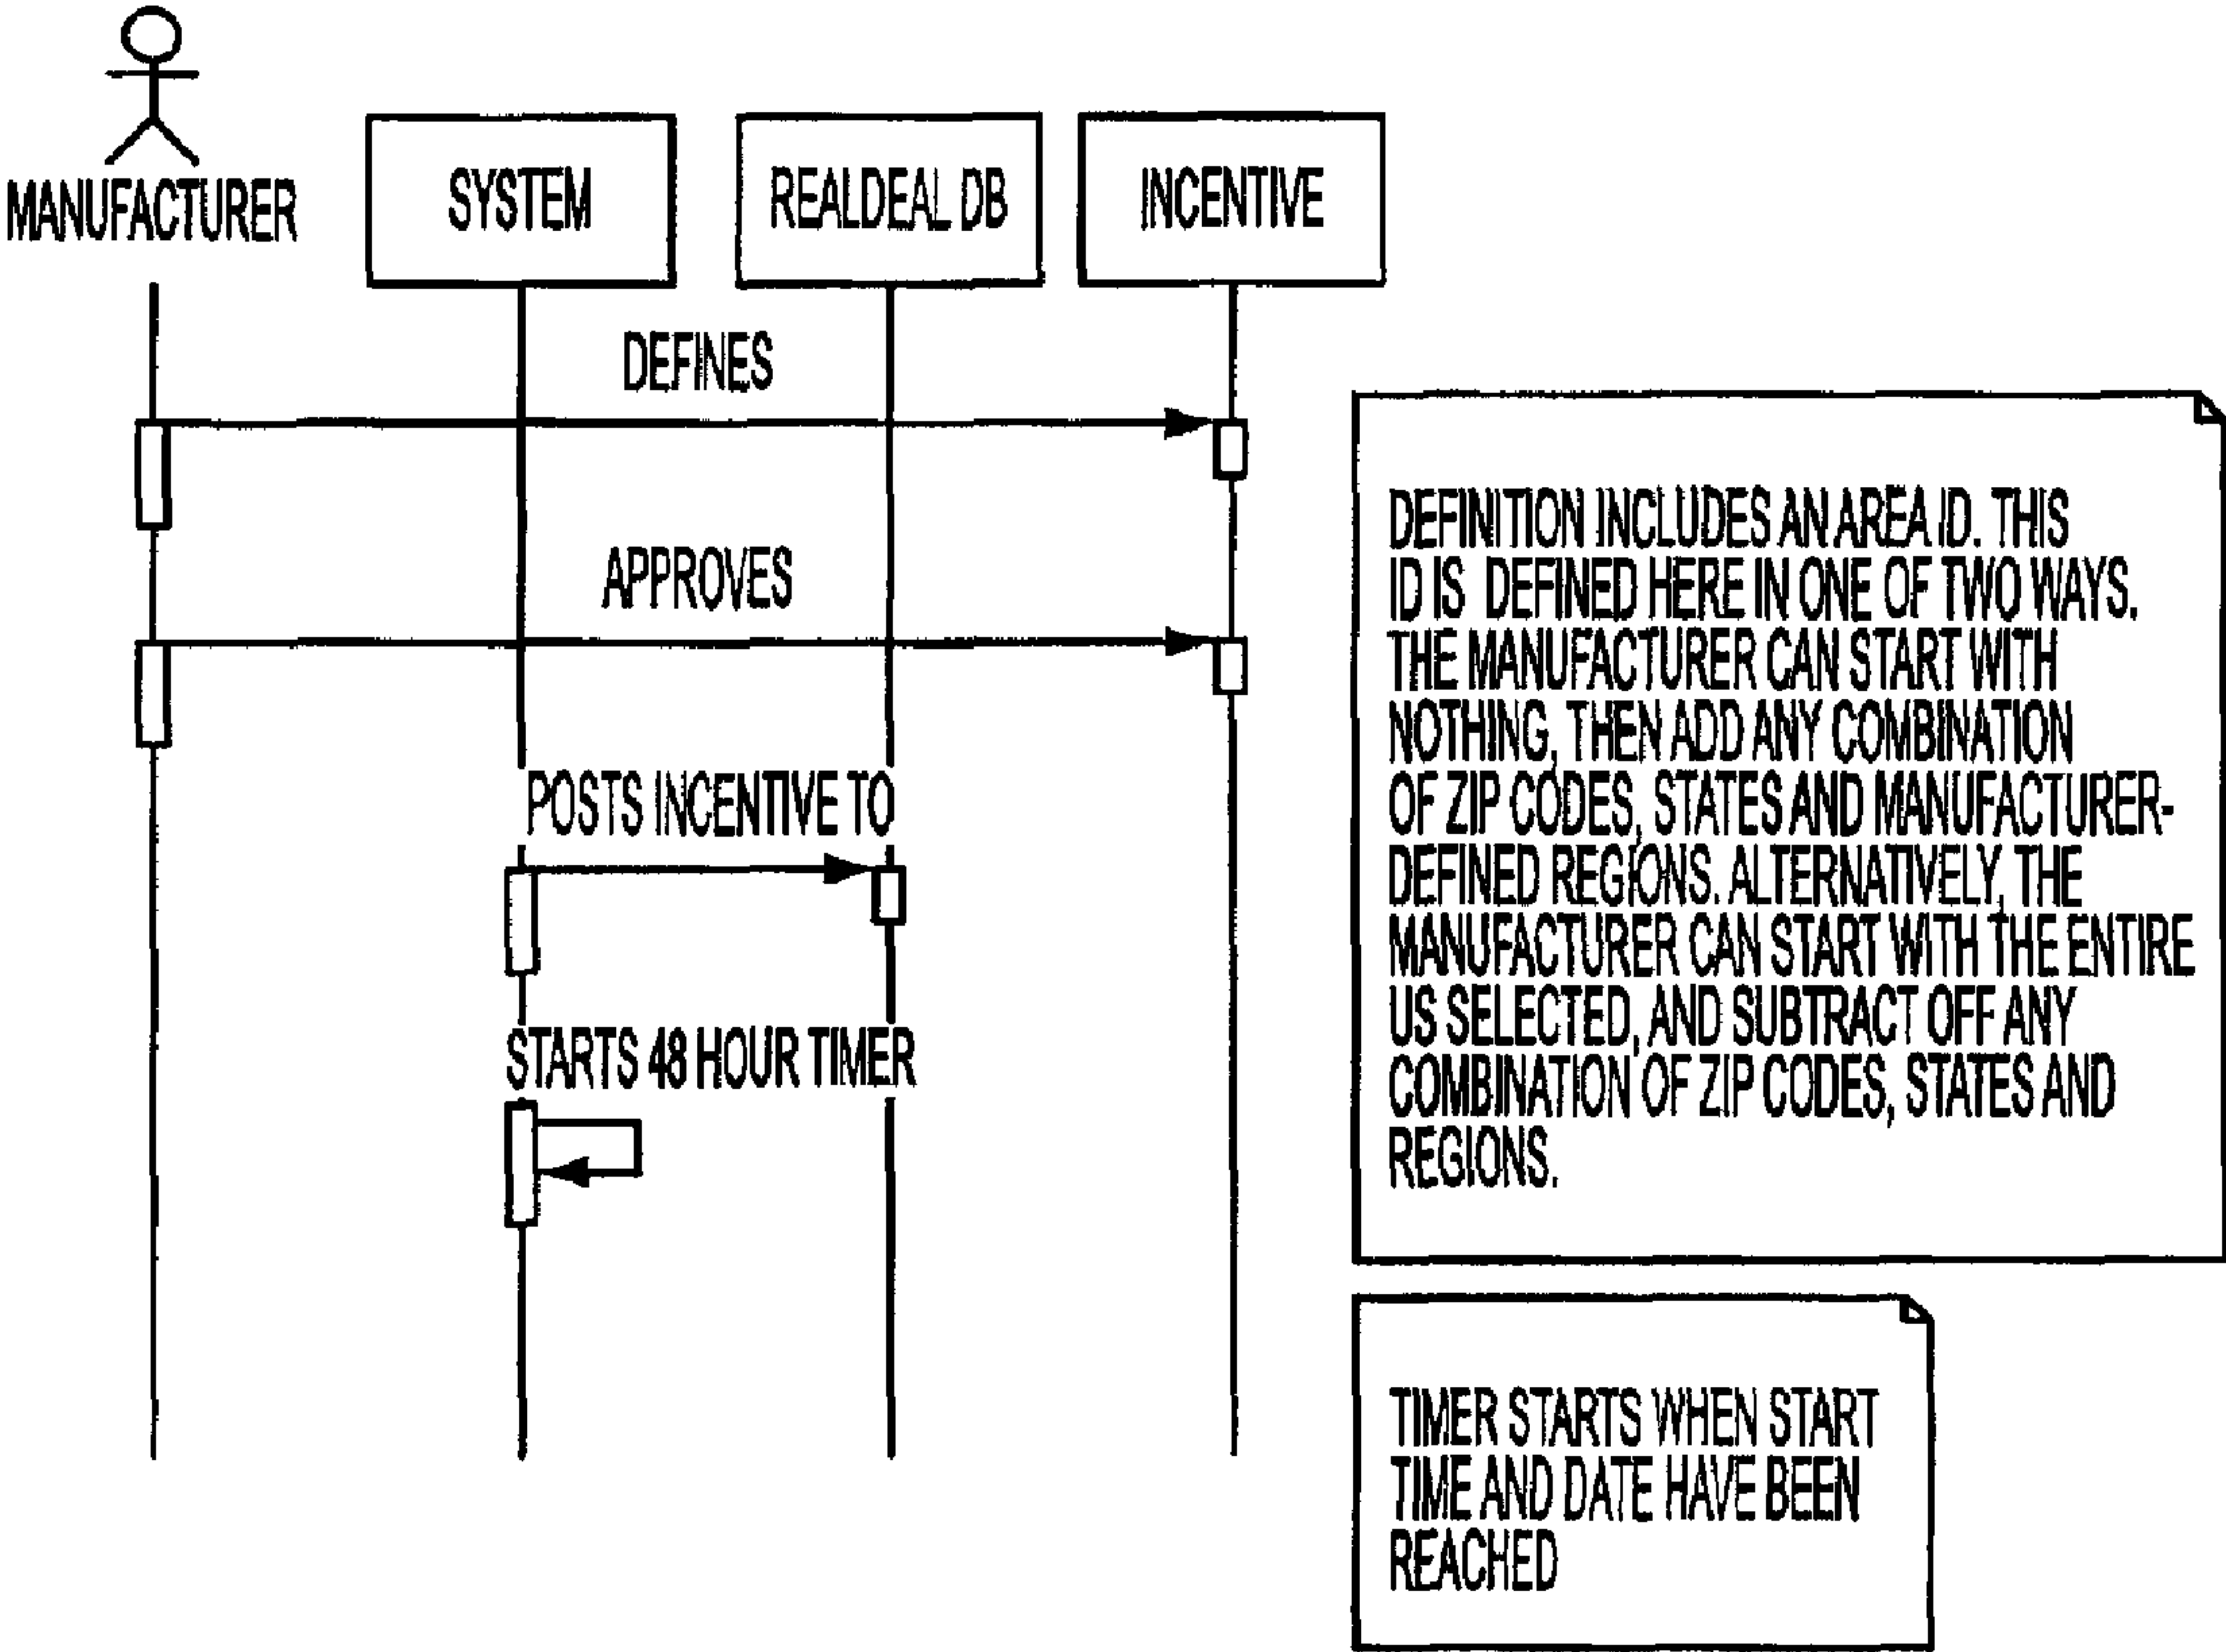 MANUFACTURER
SYSTEM
REALDEAL DB
INCENTIVE
DEFINES
APPROVES
POSTS INCENTIVE TO
STARTS 48 HOUR TIMER
DEFINITION INCLUDES AN AREA ID. THIS
ID IS DEFINED HERE IN ONE OF TWO WAYS.
THE MANUFACTURER CAN START WITH
NOTHING, THEN ADD ANY COMBINATION
OF ZIP CODES, STATES AND MANUFACTURER-
DEFINED REGIONS. ALTERNATIVELY, THE
MANUFACTURER CAN START WITH THE ENTIRE
US SELECTED, AND SUBTRACT OFF ANY
COMBINATION OF ZIP CODES, STATES AND
REGIONS.
TIMER STARTS WHEN START
TIME AND DATE HAVE BEEN
REACHED